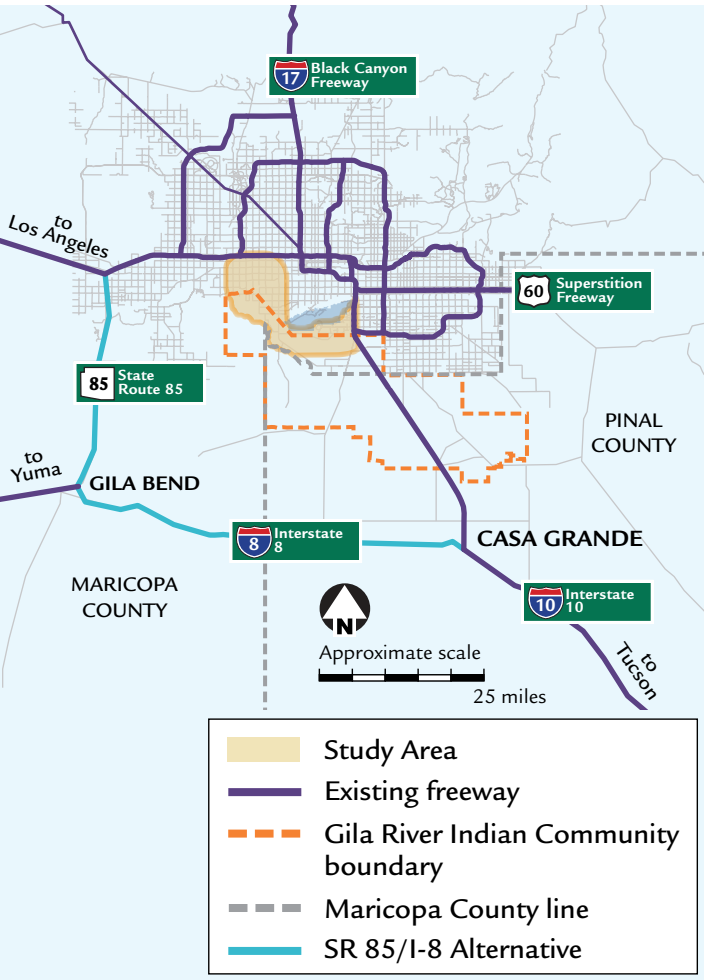 17
Black Canyon
Freeway
to
Los Angeles
60
Superstition
Freeway
85
State
Route 85
PINAL
COUNTY
to
Yuma
GILA BEND
8
Interstate
8
CASA GRANDE
MARICOPA
COUNTY
10
Interstate
10
N
Approximate scale
25 miles
to
Tucson
Study Area
Existing freeway
Gila River Indian Community
boundary
Maricopa County line
SR 85/I-8 Alternative